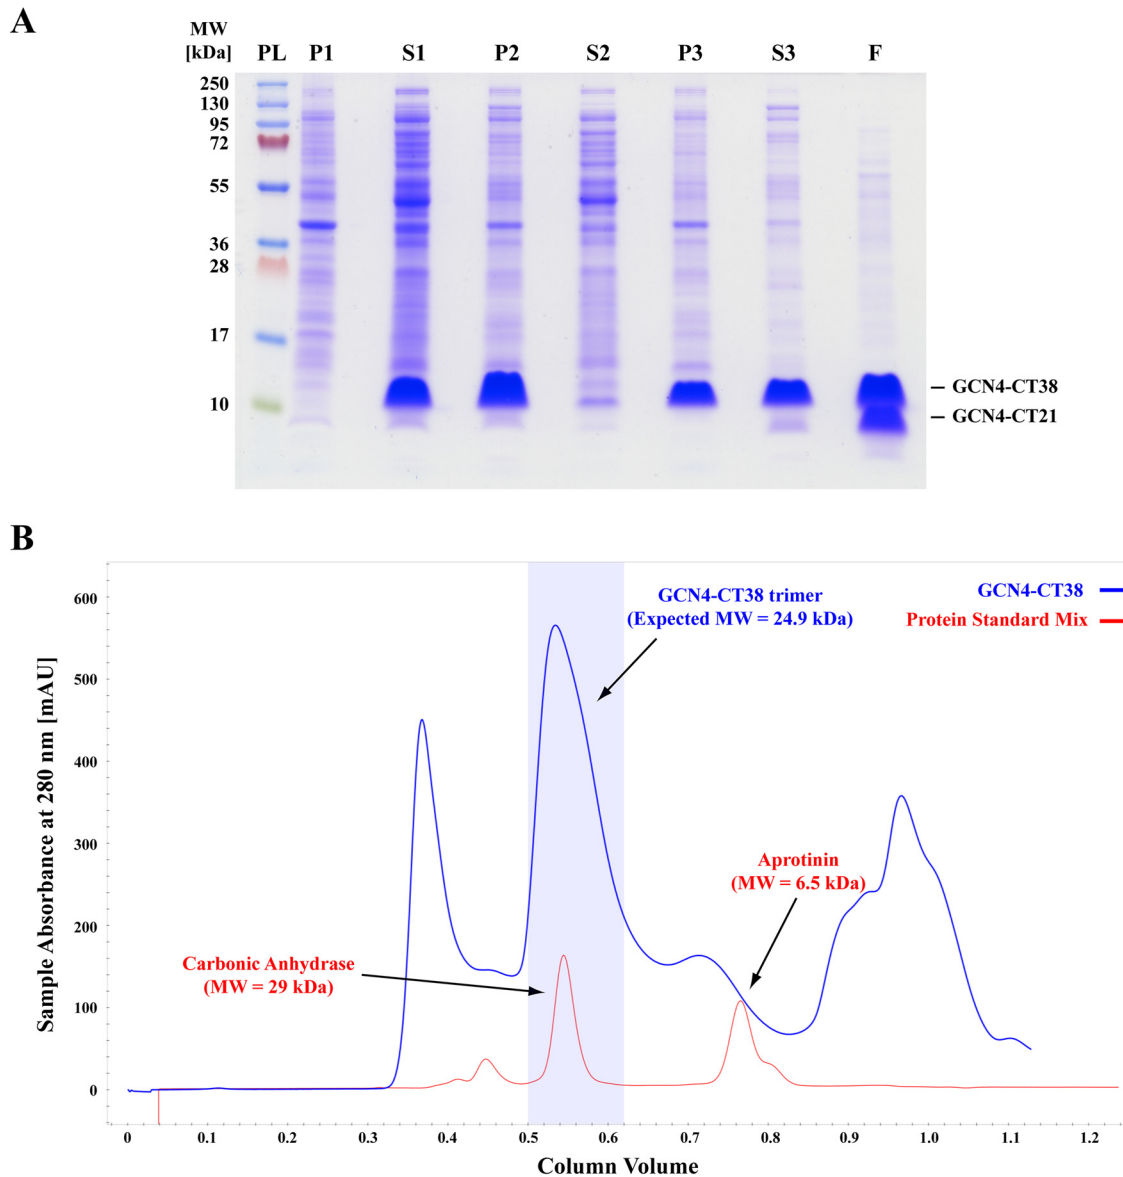 A
MW
[kDa] PL P1 S1 P2 S2 P3 S3 F
250
130
95
72
55
36
28
17
10
GCN4-CT38
GCN4-CT21
B
600
500
400
300
200
100
0
Sample Absorbance at 280 nm [mAU]
GCN4-CT38 trimer
(Expected MW = 24.9 kDa)
GCN4-CT38
Protein Standard Mix
Aprotinin
(MW = 6.5 kDa)
Carbonic Anhydrase
(MW = 29 kDa)
0 0.1 0.2 0.3 0.4 0.5 0.6 0.7 0.8 0.9 1.0 1.1 1.2
Column Volume